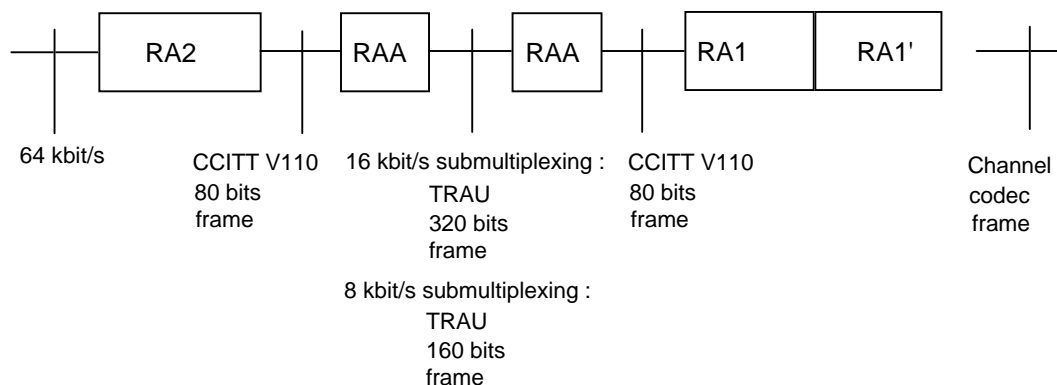 RA2
RAA
RAA
RA1
RA1'
64 kbit/s
CCITT V110
80 bits
frame
16 kbit/s submultiplexing :
TRAU
320 bits
frame
8 kbit/s submultiplexing :
TRAU
160 bits
frame
CCITT V110
80 bits
frame
Channel
codec
frame